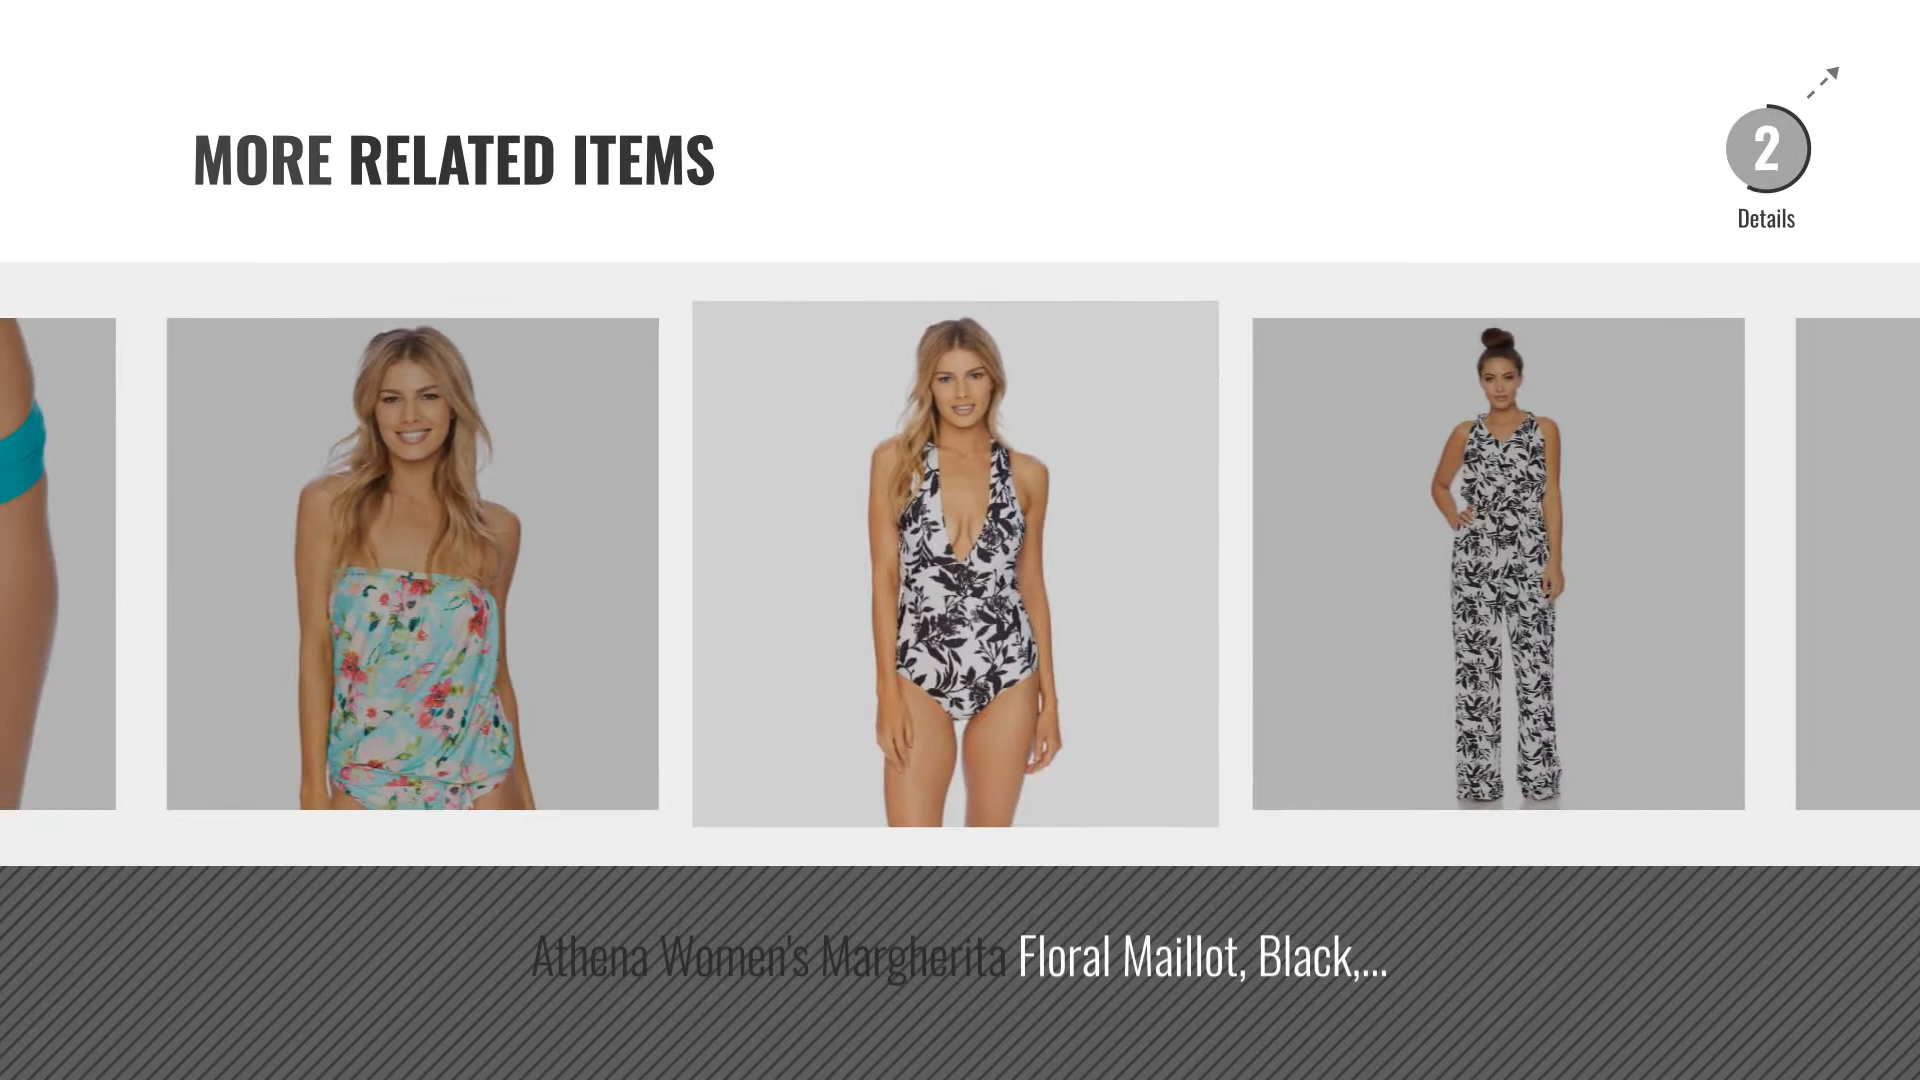 MORE RELATED ITEMS
2
Details
Athena Women's Margherita Floral Maillot, Black,...